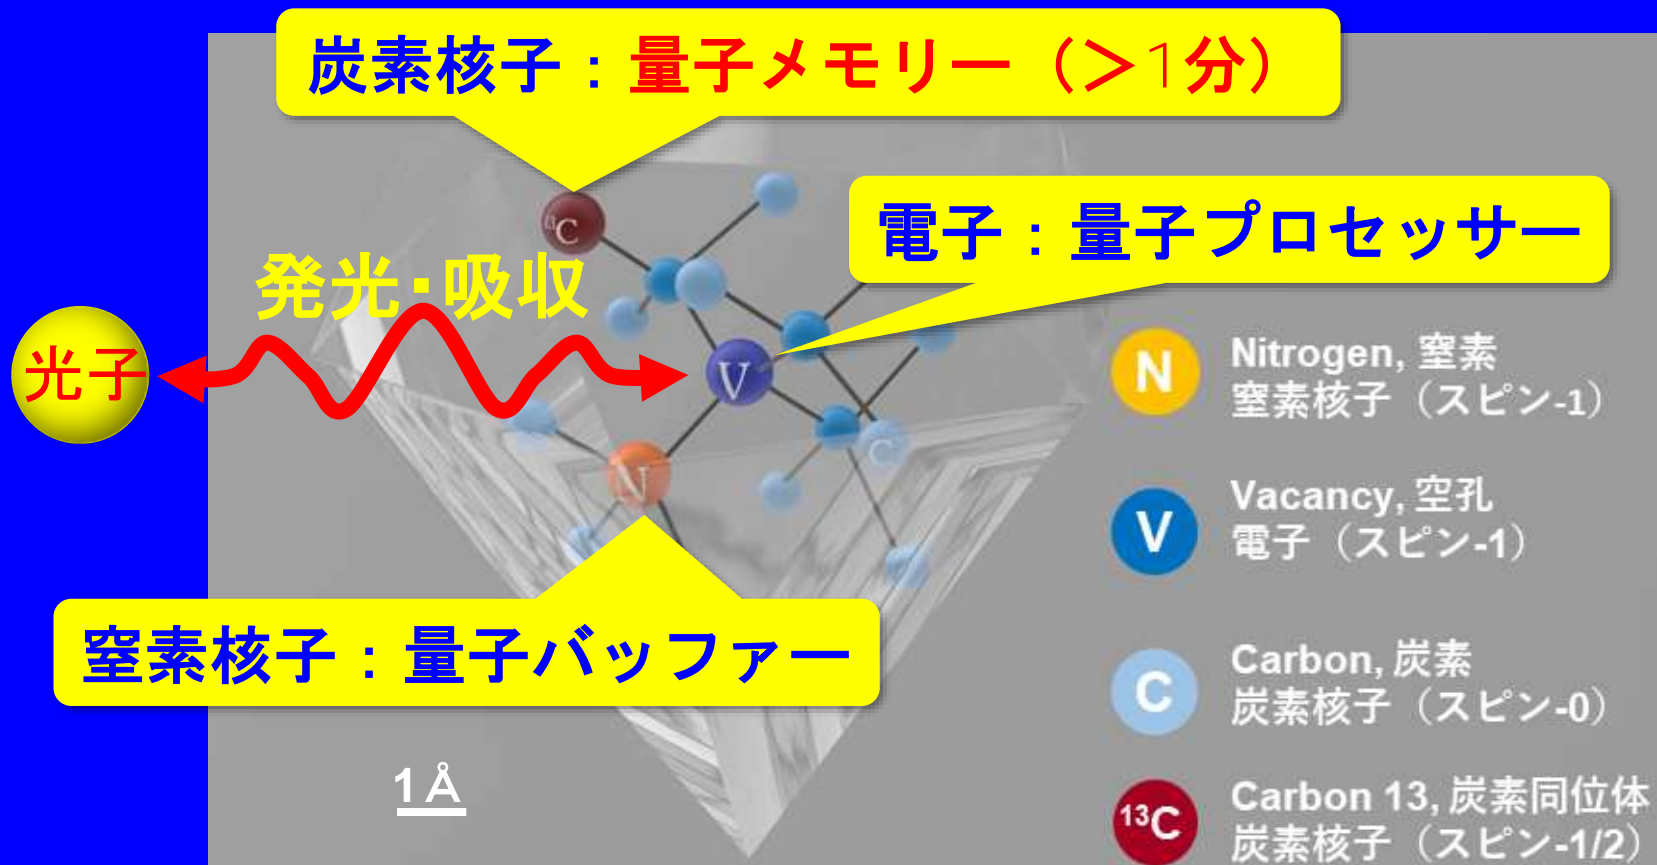 炭素核子：量子メモリー（＞1分）
13C
電子：量子プロセッサー
発光・吸収
光子
V
N
C
窒素核子：量子バッファー
1Å
N
Nitrogen, 窒素
窒素核子（スピン-1）
V
Vacancy, 空孔
電子（スピン-1）
C
Carbon, 炭素
炭素核子（スピン-0）
13C
Carbon 13, 炭素同位体
炭素核子（スピン-1/2）